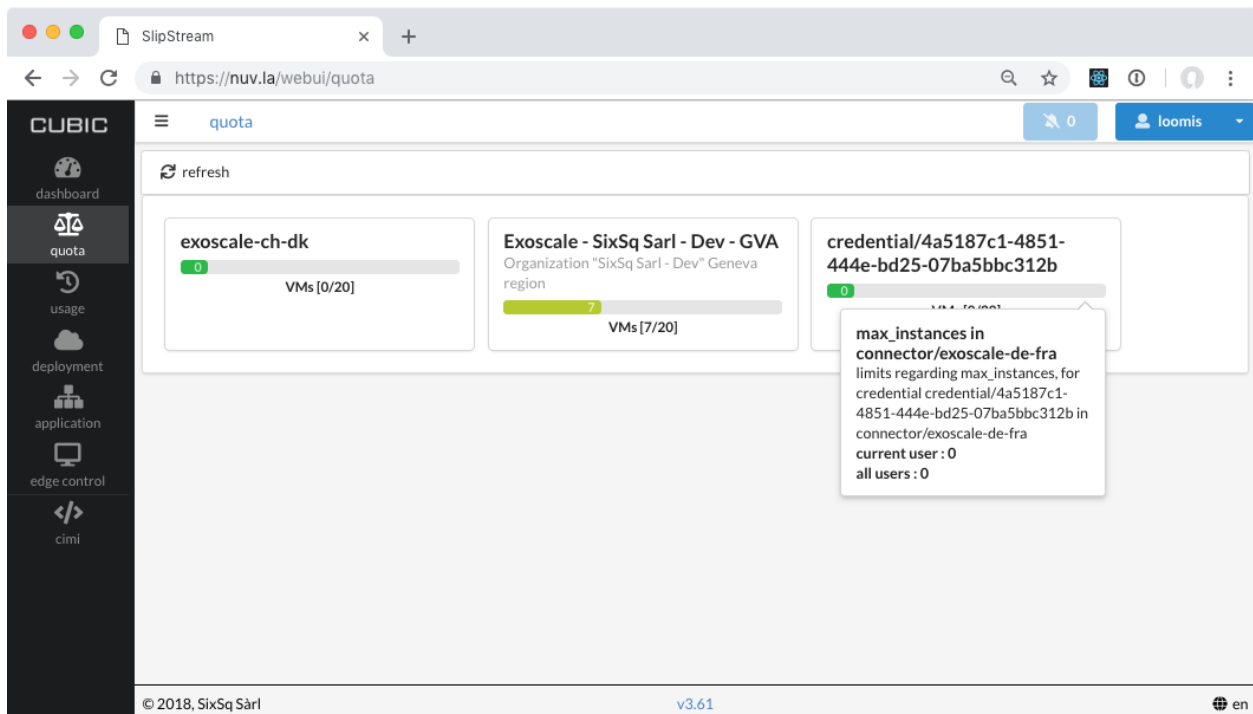 SlipStream
https://nuv.la/webui/quota
CUBIC
quota
0
loomis
dashboard
quota
usage
deployment
application
edge control
cimi
refresh
exoscale-ch-dk
0
VMs [0/20]
Exoscale - SixSq Sarl - Dev - GVA
Organization "SixSq Sarl - Dev" Geneva
region
7
VMs [7/20]
credential/4a5187c1-4851-
444e-bd25-07ba5bbc312b
0
max_instances in
connector/exoscale-de-fra
limits regarding max_instances, for
credential credential/4a5187c1-
4851-444e-bd25-07ba5bbc312b in
connector/exoscale-de-fra
current user : 0
all users : 0
© 2018, SixSq Sàrl
v3.61
en